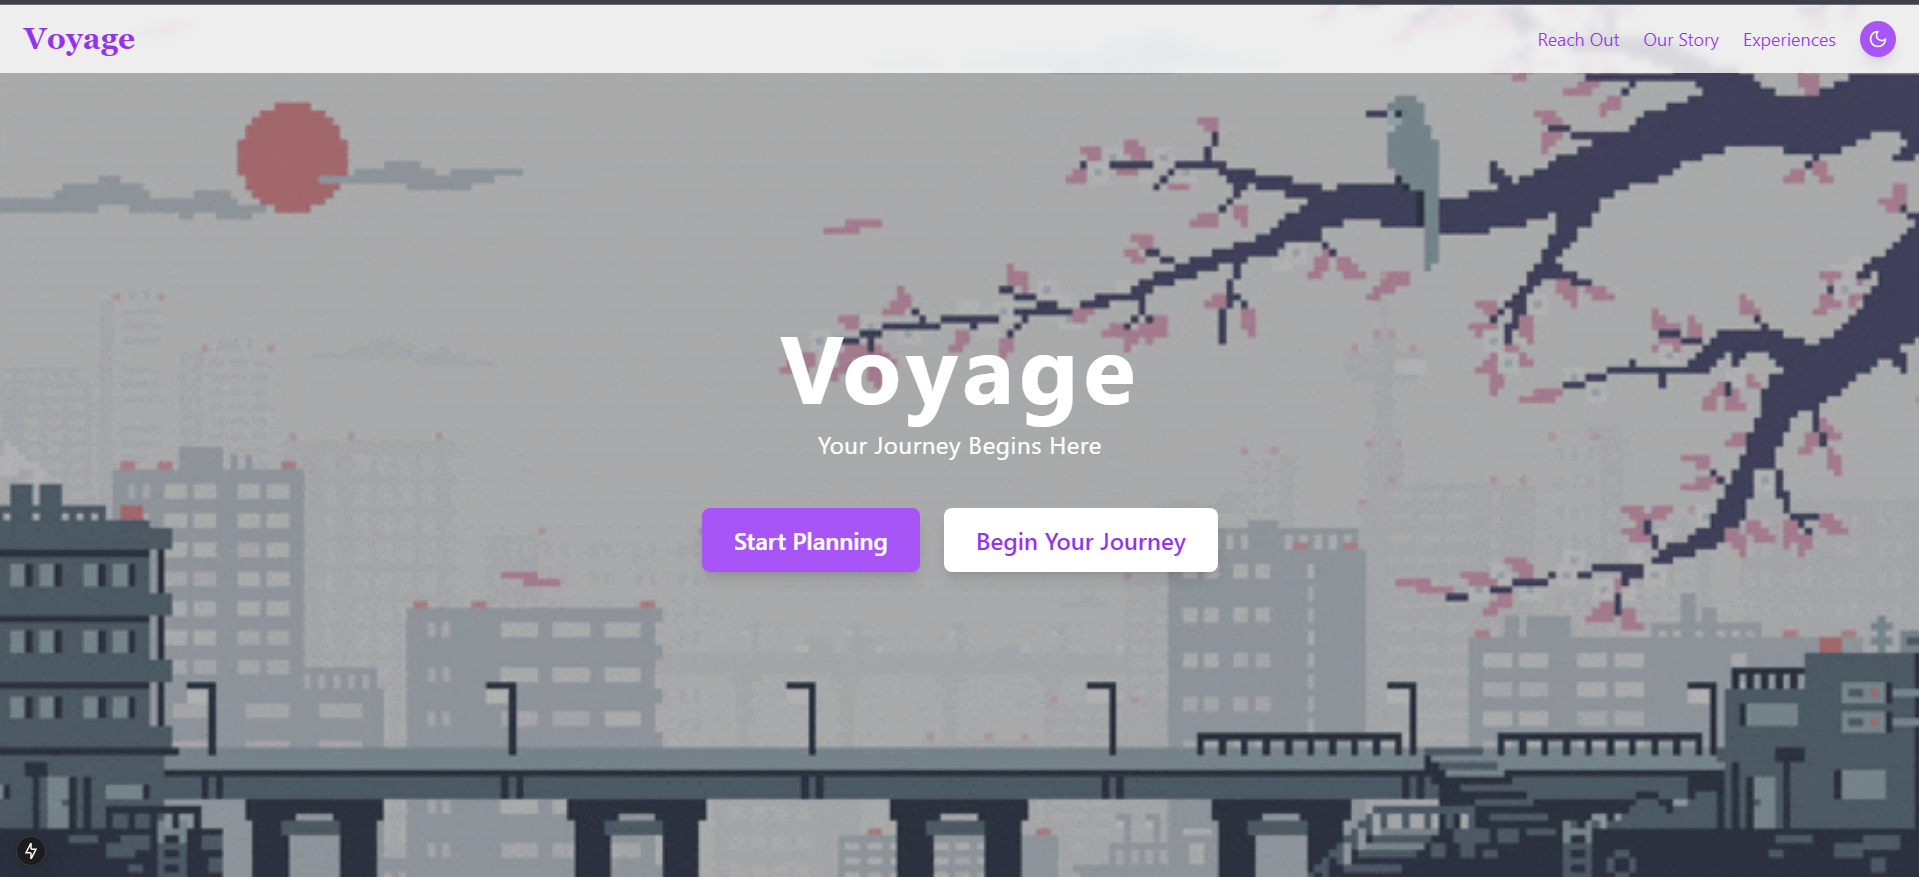 Voyage
Reach Out
Our Story
Experiences
Voyage
Your Journey Begins Here
Start Planning
Begin Your Journey